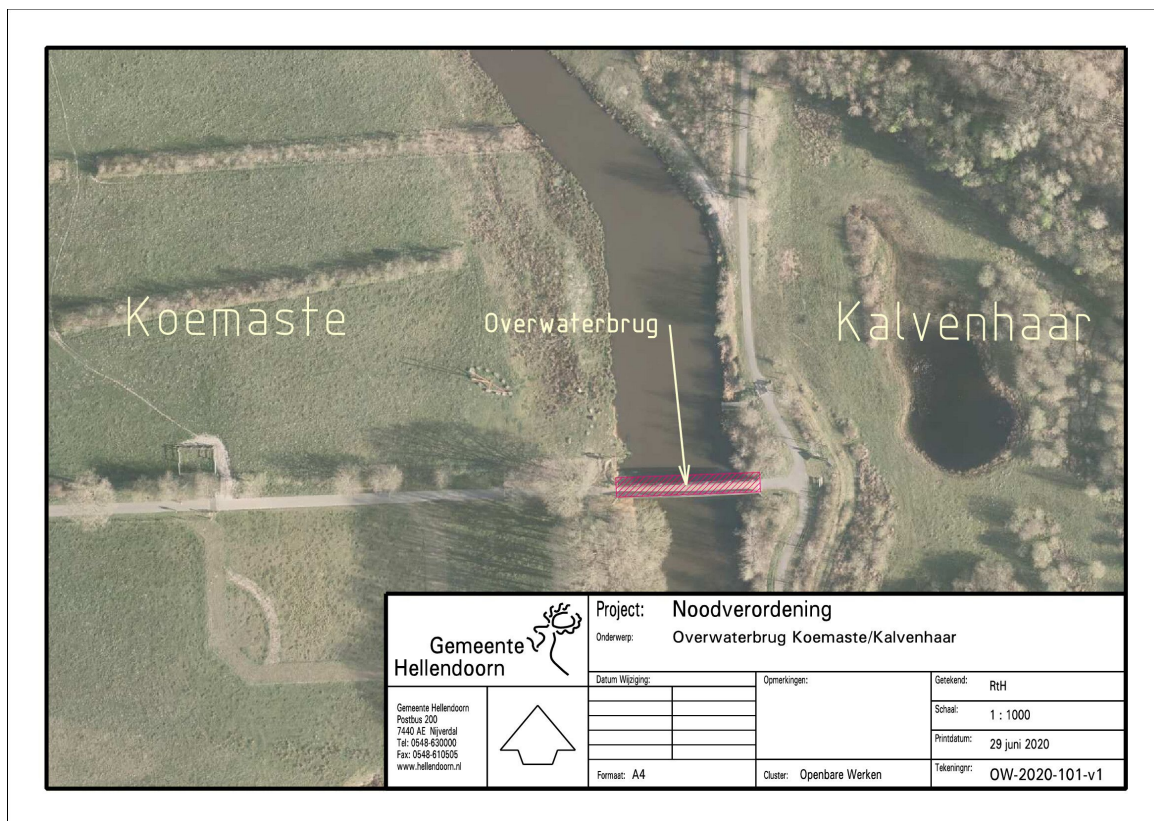 Koemaste
Overwaterbrug
Kalvenhaar
Gemeente
Hellendoorn
Project: Noodverordening
Onderwerp: Overwaterbrug Koemaste/Kalvenhaar
Gemeente Hellendoorn
Postbus 200
7440 AE Nijverdal
Tel: 0548-630000
Fax: 0548-610505
www.hellendoorn.nl
Datum Wijziging:
Formaat: A4
Opmerkingen:
Cluster: Openbare Werken
Getekend: RtH
Schaal: 1 : 1000
Printdatum: 29 juni 2020
Tekeningnr: OW-2020-101-v1